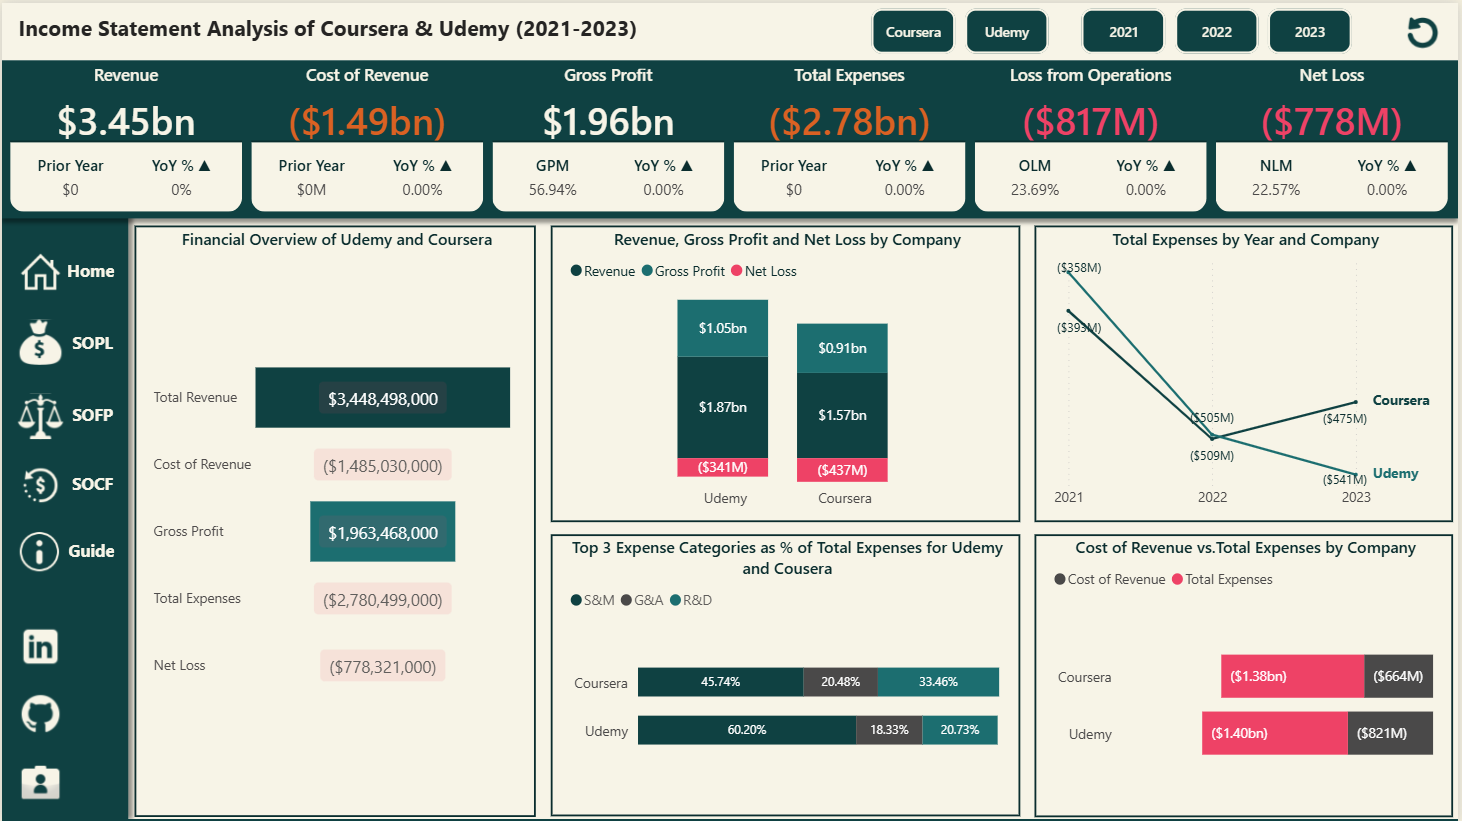 Income Statement Analysis of Coursera & Udemy (2021-2023)
Coursera
Udemy
2021
2022
2023
Revenue
$3.45bn
Prior Year YoY % ▲
$0 0%
Cost of Revenue
($1.49bn)
Prior Year YoY % ▲
$0M 0.00%
Gross Profit
$1.96bn
GPM YoY % ▲
56.94% 0.00%
Total Expenses
($2.78bn)
Prior Year YoY % ▲
$0 0.00%
Loss from Operations
($817M)
OLM YoY % ▲
23.69% 0.00%
Net Loss
($778M)
NLM YoY % ▲
22.57% 0.00%
Home
SOPL
SOFP
SOCF
Guide
in
Financial Overview of Udemy and Coursera
Total Revenue $3,448,498,000
Cost of Revenue ($1,485,030,000)
Gross Profit $1,963,468,000
Total Expenses ($2,780,499,000)
Net Loss ($778,321,000)
Revenue, Gross Profit and Net Loss by Company
Revenue Gross Profit Net Loss
$1.05bn
$1.87bn
($341M)
Udemy
$0.91bn
$1.57bn
($437M)
Coursera
Total Expenses by Year and Company
($358M)
($393M)
($505M)
($509M)
Coursera
($475M)
Udemy
($541M)
2021 2022 2023
Top 3 Expense Categories as % of Total Expenses for Udemy
and Cousera
S&M G&A R&D
Coursera 45.74% 20.48% 33.46%
Udemy 60.20% 18.33% 20.73%
Cost of Revenue vs.Total Expenses by Company
Cost of Revenue Total Expenses
Coursera ($1.38bn) ($664M)
Udemy ($1.40bn) ($821M)